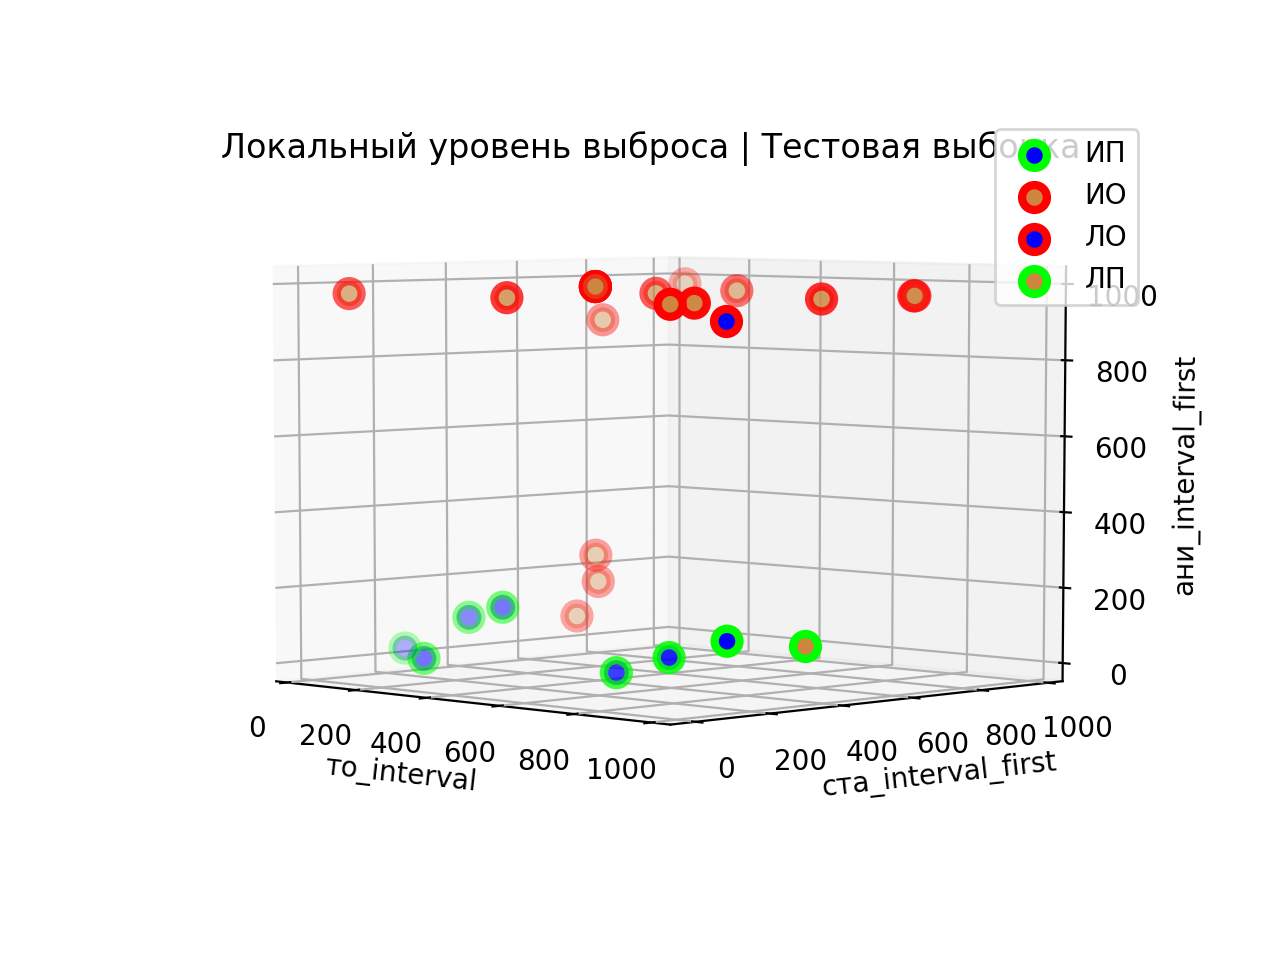 Локальный уровень выброса | Тестовая выборка
ИП
ИО
ЛО
ЛП
1000
800
600
400
200
0
ани_interval_first
0 200 400 600 800 1000
то_interval
0 200 400 600 800 1000
ста_interval_first